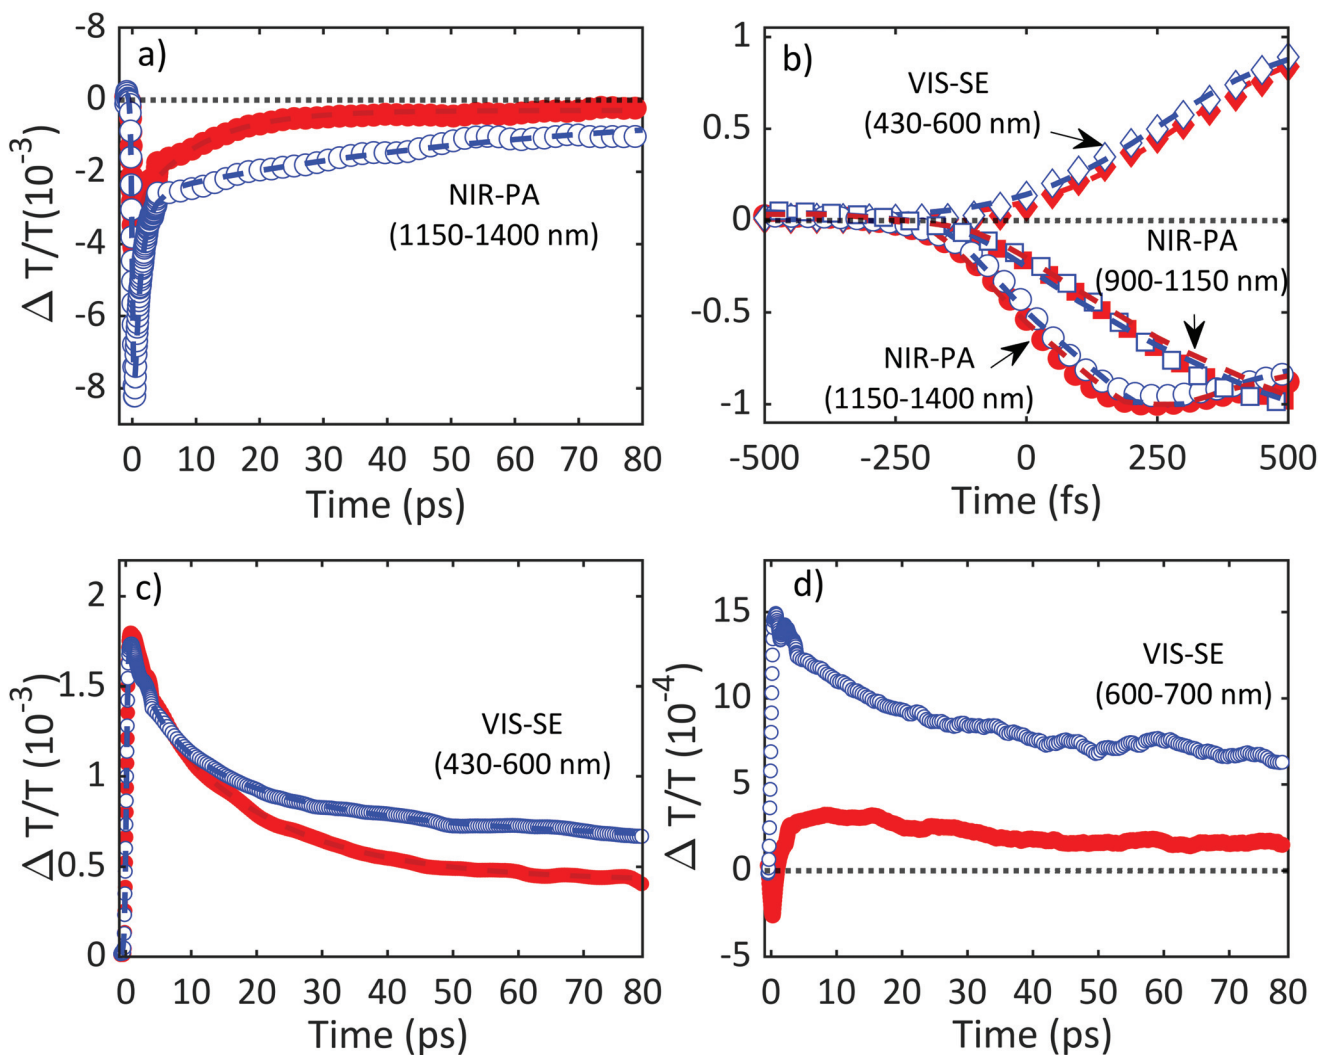 a)
-8
0
-2
-4
-6
-8
Δ T/T(10⁻³)
NIR-PA
(1150-1400 nm)
0 10 20 30 40 50 60 70 80
Time (ps)
b)
1
0.5
0
-0.5
-1
VIS-SE
(430-600 nm)
NIR-PA
(900-1150 nm)
NIR-PA
(1150-1400 nm)
-500 -250 0 250 500
Time (fs)
c)
2
1.5
1
0.5
0
Δ T/T (10⁻³)
VIS-SE
(430-600 nm)
0 10 20 30 40 50 60 70 80
Time (ps)
d)
15
10
5
0
-5
Δ T/T (10⁻⁴)
VIS-SE
(600-700 nm)
0 10 20 30 40 50 60 70 80
Time (ps)